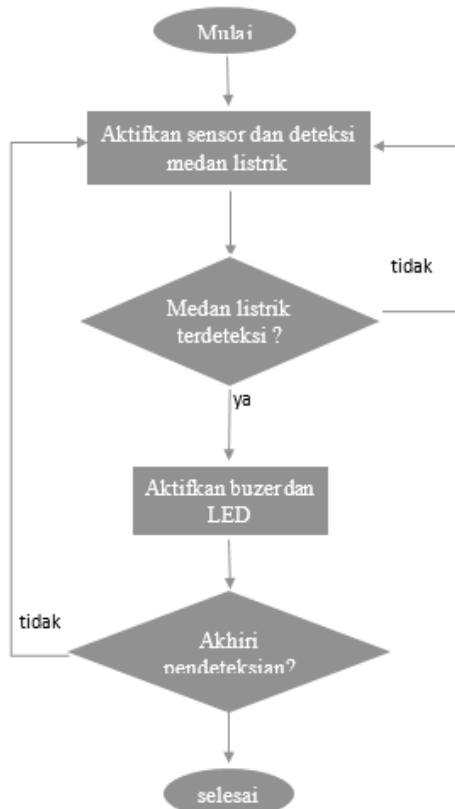 Mulai
Aktifkan sensor dan deteksi
medan listrik
tidak
Medan listrik
terdeteksi ?
ya
Aktifkan buzer dan
LED
tidak
Akhiri
pendeteksian?
selesai